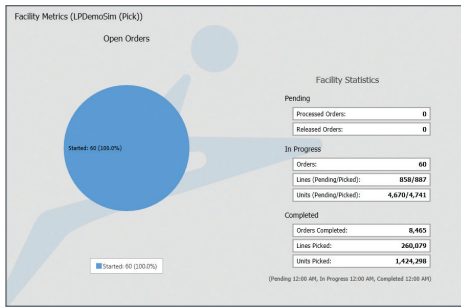 Facility Metrics (LPDemoSim (Pick))
Open Orders
Started: 60 (100.0%)
Started: 60 (100.0%)
Facility Statistics
Pending
Processed Orders: 0
Released Orders: 0
In Progress
Orders: 60
Lines (Pending/Picked): 858/887
Units (Pending/Picked): 4,670/4,741
Completed
Orders Completed: 8,465
Lines Picked: 260,079
Units Picked: 1,424,298
(Pending 12:00 AM, In Progress 12:00 AM, Completed 12:00 AM)